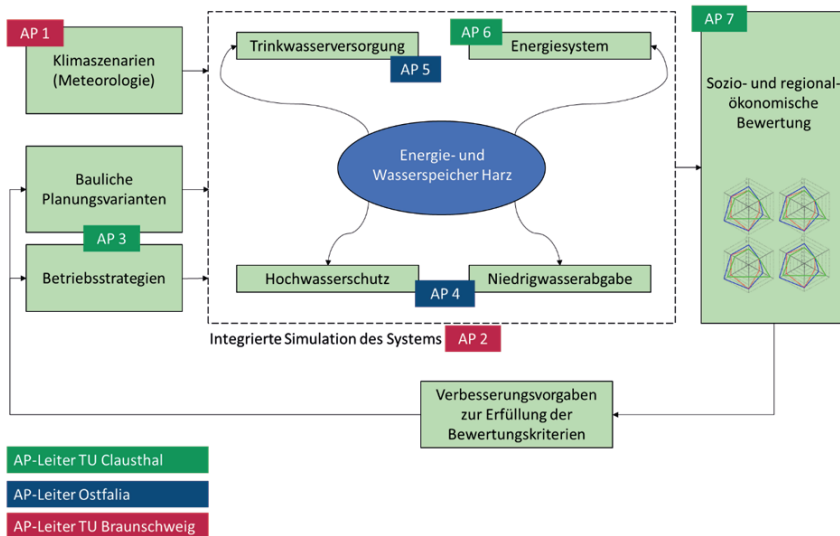 AP 1
Klimaszenarien
(Meteorologie)
Trinkwasserversorgung
AP 5
AP 6
Energiesystem
AP 7
Sozio- und regional-
ökonomische
Bewertung
Energie- und
Wasserspeicher Harz
Bauliche
Planungsvarianten
AP 3
Betriebsstrategien
Hochwasserschutz
AP 4
Niedrigwasserabgabe
Integrierte Simulation des Systems
AP 2
Verbesserungsvorgaben
zur Erfüllung der
Bewertungskriterien
AP-Leiter TU Clausthal
AP-Leiter Ostfalia
AP-Leiter TU Braunschweig